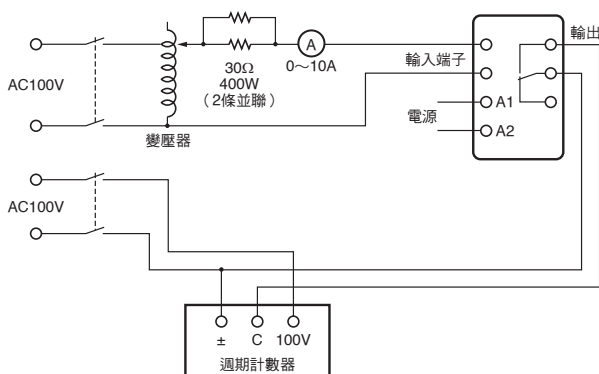 AC100V
30Ω
400W
（2條並聯）
A
0～10A
變壓器
輸入端子
輸出
A1
電源
A2
AC100V
±
C
100V
週期計數器